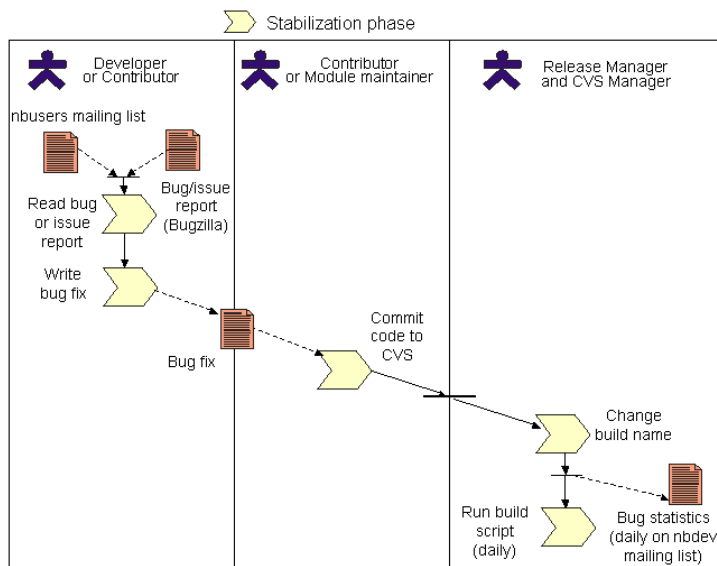 Stabilization phase
Developer
or Contributor
Contributor
or Module maintainer
Release Manager
and CVS Manager
nbusers mailing list
Bug/issue
report
(Bugzilla)
Read bug
or issue
report
Write
bug fix
Bug fix
Commit
code to
CVS
Change
build name
Run build
script
(daily)
Bug statistics
(daily on nbdev
mailing list)